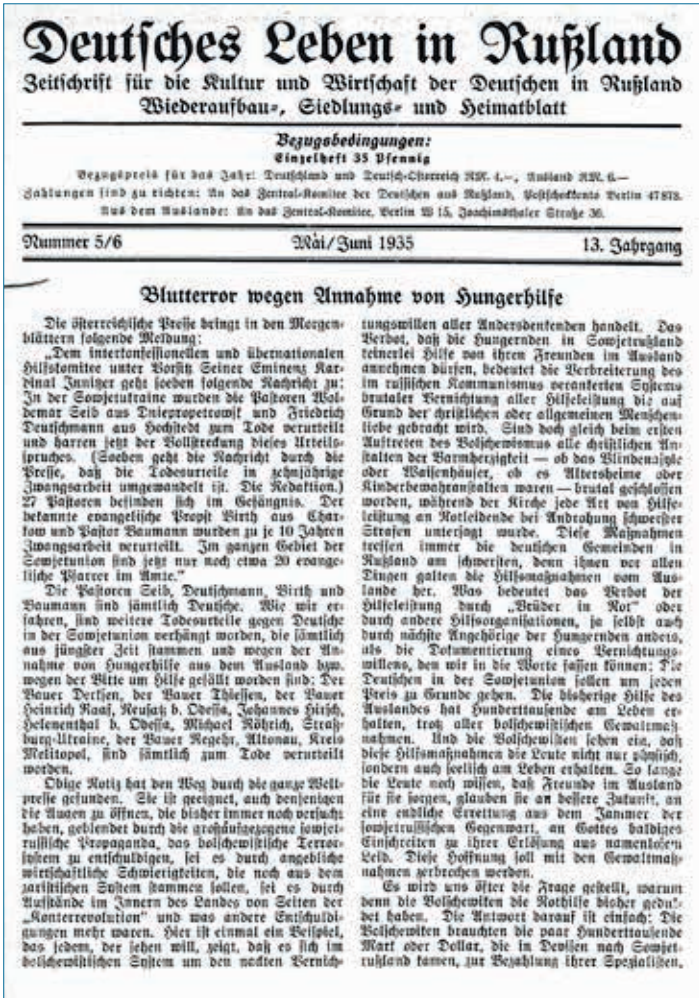 Deutsches Leben in Rußland
Zeitschrift für die Kultur und Wirtschaft der Deutschen in Rußland
Wiederaufbau-, Siedlungs- und Heimatblatt
Bezugsbedingungen:
Einzelheft 35 Pfennig
Bezugspreis für das Jahr: Deutschland und Deutsch-Österreich RM. 4.—, Ausland RM. 6.—
Zahlungen sind zu richten: An das Zentral-Komitee der Deutschen aus Rußland, Postscheckkonto Berlin 47878.
Aus dem Auslande: An das Zentral-Komitee, Berlin W 15, Joachimsthaler Straße 36.
Nummer 5/6 Mai/Juni 1935 13. Jahrgang
Blutterror wegen Annahme von Hungerhilfe
Die österreichische Presse bringt in den Morgen-
blättern folgende Meldung:
„Dem interkonfessionellen und übernationalen
Hilfskomitee unter Vorsitz Seiner Eminenz Kar-
dinal Innitzer geht soeben folgende Nachricht zu:
In der Sowjetukraine wurden die Pastoren Wol-
demar Seib aus Dniepropetrowsk und Friedrich
Deutschmann aus Hochstedt zum Tode verurteilt
und harren jetzt der Vollstreckung dieses Urteils-
spruches. (Soeben geht die Nachricht durch die
Presse, daß die Todesurteile in zehnjährige
Zwangsarbeit umgewandelt ist. Die Redaktion.)
27 Pastoren befinden sich im Gefängnis. Der
bekannte evangelische Propst Birth aus Char-
kow und Pastor Baumann wurden zu je 10 Jahren
Zwangsarbeit verurteilt. Im ganzen Gebiet der
Sowjetunion sind jetzt nur noch etwa 20 evange-
lische Pfarrer im Amte.“
Die Pastoren Seib, Deutschmann, Birth und
Baumann sind sämtlich Deutsche. Wie wir er-
fahren, sind weitere Todesurteile gegen Deutsche
in der Sowjetunion verhängt worden, die sämtlich
aus jüngster Zeit stammen und wegen der An-
nahme von Hungerhilfe aus dem Ausland bzw.
wegen der Bitte um Hilfe gefällt worden sind: Der
Bauer Derksen, der Bauer Thiessen, der Bauer
Heinrich Raaf, Neusatz b. Odessa, Johannes Hirsch,
Helenenthal b. Odessa, Michael Röhrich, Straß-
burg-Ukraine, der Bauer Regehr, Altonau, Kreis
Melitopol, sind sämtlich zum Tode verurteilt
worden.
Obige Notiz hat den Weg durch die ganze Welt-
presse gefunden. Sie ist geeignet, auch denjenigen
die Augen zu öffnen, die bisher immer noch versucht
haben, geblendet durch die großaufgezogene sowjet-
russische Propaganda, das bolschewistische Terror-
system zu entschuldigen, sei es durch angebliche
wirtschaftliche Schwierigkeiten, die noch aus dem
zaristischen System stammen sollen, sei es durch
Aufstände im Innern des Landes von Seiten der
„Konterrevolution“ und was andere Entschuldi-
gungen mehr waren. Hier ist einmal ein Beispiel,
das jedem, der sehen will, zeigt, daß es sich im
bolschewistischen System um den nackten Vernich-
tungswillen aller Andersdenkenden handelt. Das
Verbot, daß die Hungernden in Sowjetrußland
keinerlei Hilfe von ihren Freunden im Ausland
annehmen dürfen, bedeutet die Verbreiterung des
im russischen Kommunismus verankerten Systems
brutaler Vernichtung aller Hilfeleistung die auf
Grund der christlichen oder allgemeinen Menschen-
liebe gebracht wird. Sind doch gleich beim ersten
Auftreten des Bolschewismus alle christlichen An-
stalten der Barmherzigkeit — ob das Blindenasyle
oder Waisenhäuser, ob es Altersheime oder
Kinderbewahranstalten waren — brutal geschlossen
worden, während der Kirche jede Art von Hilfe-
leistung an Notleidende bei Androhung schwerster
Strafen untersagt wurde. Diese Maßnahmen
treffen immer die deutschen Gemeinden in
Rußland am schwersten, denn ihnen vor allen
Dingen galten die Hilfsmaßnahmen vom Aus-
lande her. Was bedeutet das Verbot der
Hilfeleistung durch „Brüder in Not“ oder
durch andere Hilfsorganisationen, ja selbst auch
durch nächste Angehörige der Hungernden anders,
als die Dokumentierung eines Vernichtungs-
willens, den wir in die Worte fassen können: Die
Deutschen in der Sowjetunion sollen um jeden
Preis zu Grunde gehen. Die bisherige Hilfe des
Auslandes hat Hunderttausende am Leben er-
halten, trotz aller bolschewistischen Gewaltmaß-
nahmen. Und die Bolschewisten sehen ein, daß
diese Hilfsmaßnahmen die Leute nicht nur physisch,
sondern auch seelisch am Leben erhalten. So lange
die Leute noch wissen, daß Freunde im Ausland
für sie sorgen, glauben sie an bessere Zukunft, an
eine endliche Errettung aus dem Jammer der
sowjetrussischen Gegenwart, an Gottes baldiges
Einschreiten zu ihrer Erlösung aus namenlosem
Leid. Diese Hoffnung soll mit den Gewaltmaß-
nahmen zerbrochen werden.
Es wird uns öfter die Frage gestellt, warum
denn die Bolschewiken die Nothilfe bisher gedul-
det haben. Die Antwort darauf ist einfach: Die
Bolschewiken brauchten die paar Hunderttausende
Mark oder Dollar, die in Devisen nach Sowjet-
rußland kamen, zur Bezahlung ihrer Spezialisten.